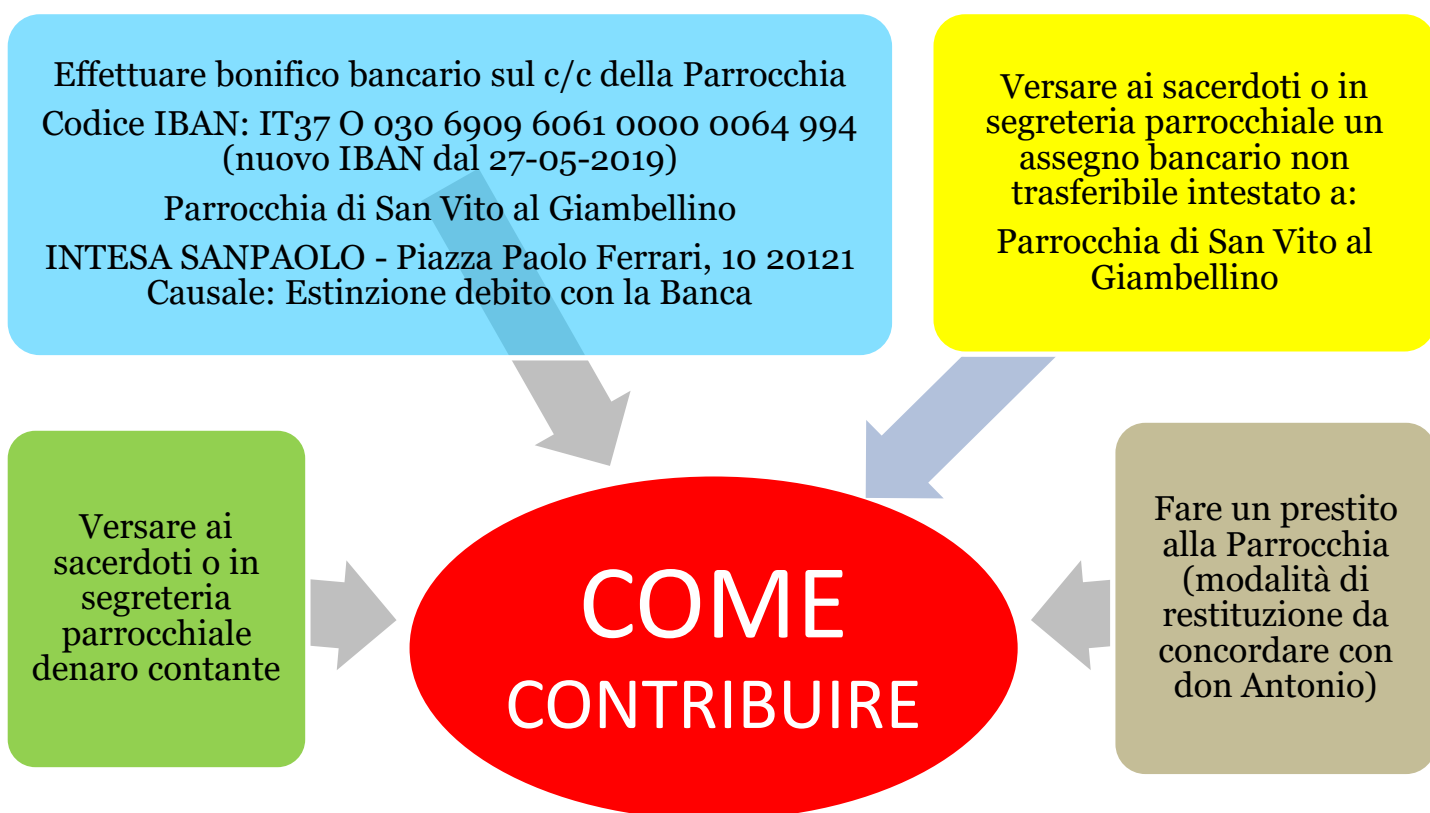 Effettuare bonifico bancario sul c/c della Parrocchia
Codice IBAN: IT37 O 030 6909 6061 0000 0064 994
(nuovo IBAN dal 27-05-2019)
Parrocchia di San Vito al Giambellino
INTESA SANPAOLO - Piazza Paolo Ferrari, 10 20121
Causale: Estinzione debito con la Banca
Versare ai sacerdoti o in
segreteria parrocchiale un
assegno bancario non
trasferibile intestato a:
Parrocchia di San Vito al
Giambellino
Versare ai
sacerdoti o in
segreteria
parrocchiale
denaro contante
COME
CONTRIBUIRE
Fare un prestito
alla Parrocchia
(modalità di
restituzione da
concordare con
don Antonio)